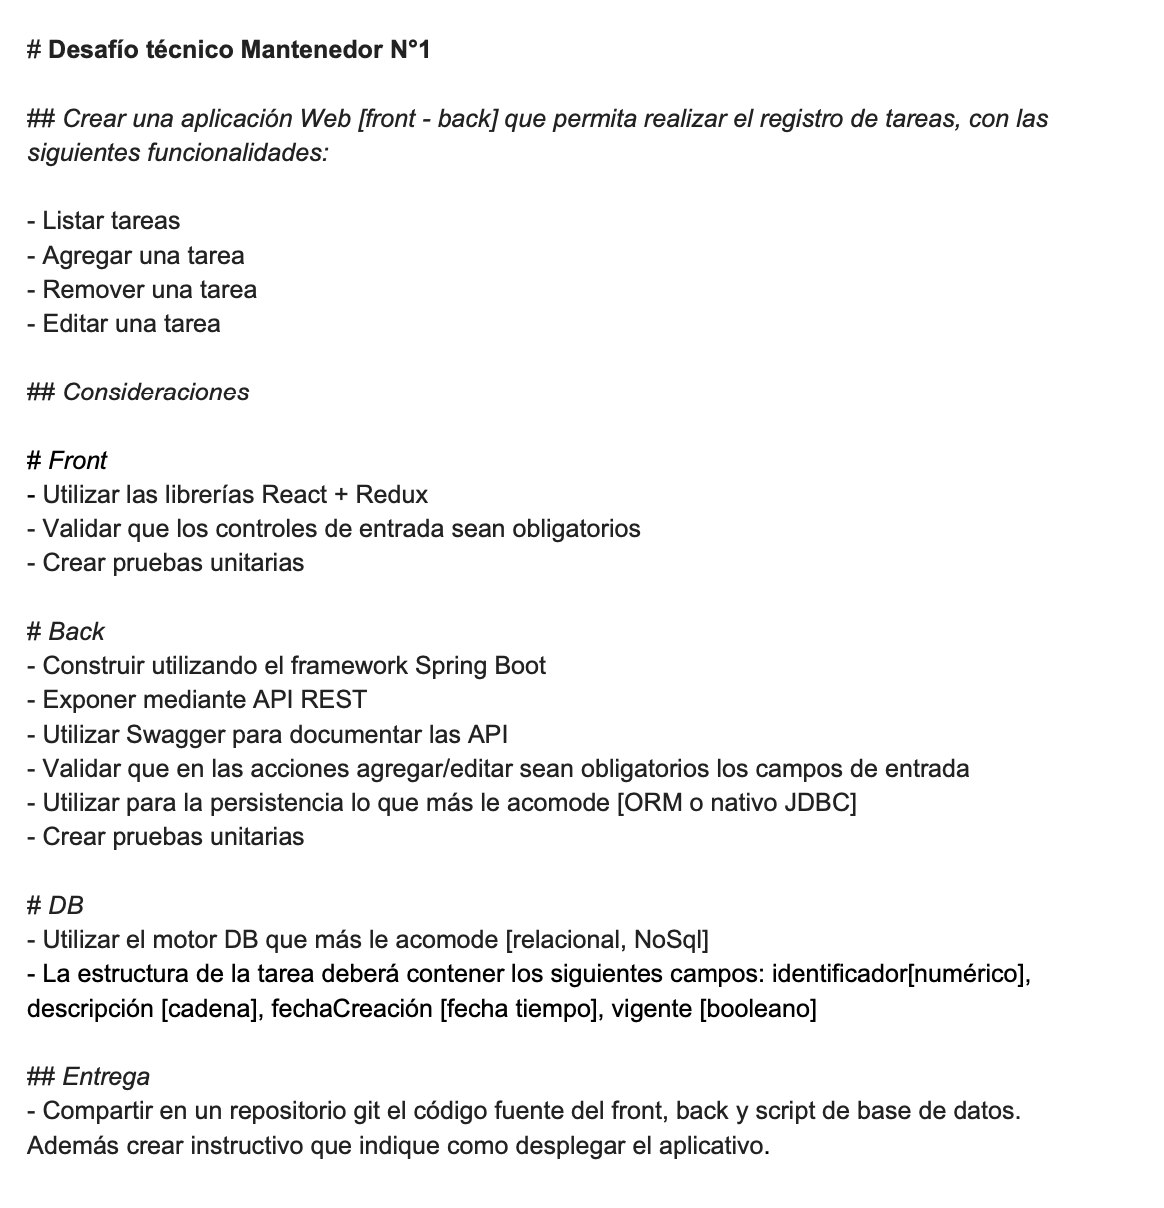 # Desafío técnico Mantenedor N°1
## Crear una aplicación Web [front - back] que permita realizar el registro de tareas, con las
siguientes funcionalidades:
- Listar tareas
- Agregar una tarea
- Remover una tarea
- Editar una tarea
## Consideraciones
# Front
- Utilizar las librerías React + Redux
- Validar que los controles de entrada sean obligatorios
- Crear pruebas unitarias
# Back
- Construir utilizando el framework Spring Boot
- Exponer mediante API REST
- Utilizar Swagger para documentar las API
- Validar que en las acciones agregar/editar sean obligatorios los campos de entrada
- Utilizar para la persistencia lo que más le acomode [ORM o nativo JDBC]
- Crear pruebas unitarias
# DB
- Utilizar el motor DB que más le acomode [relacional, NoSql]
- La estructura de la tarea deberá contener los siguientes campos: identificador[numérico],
descripción [cadena], fechaCreación [fecha tiempo], vigente [booleano]
## Entrega
- Compartir en un repositorio git el código fuente del front, back y script de base de datos.
Además crear instructivo que indique como desplegar el aplicativo.